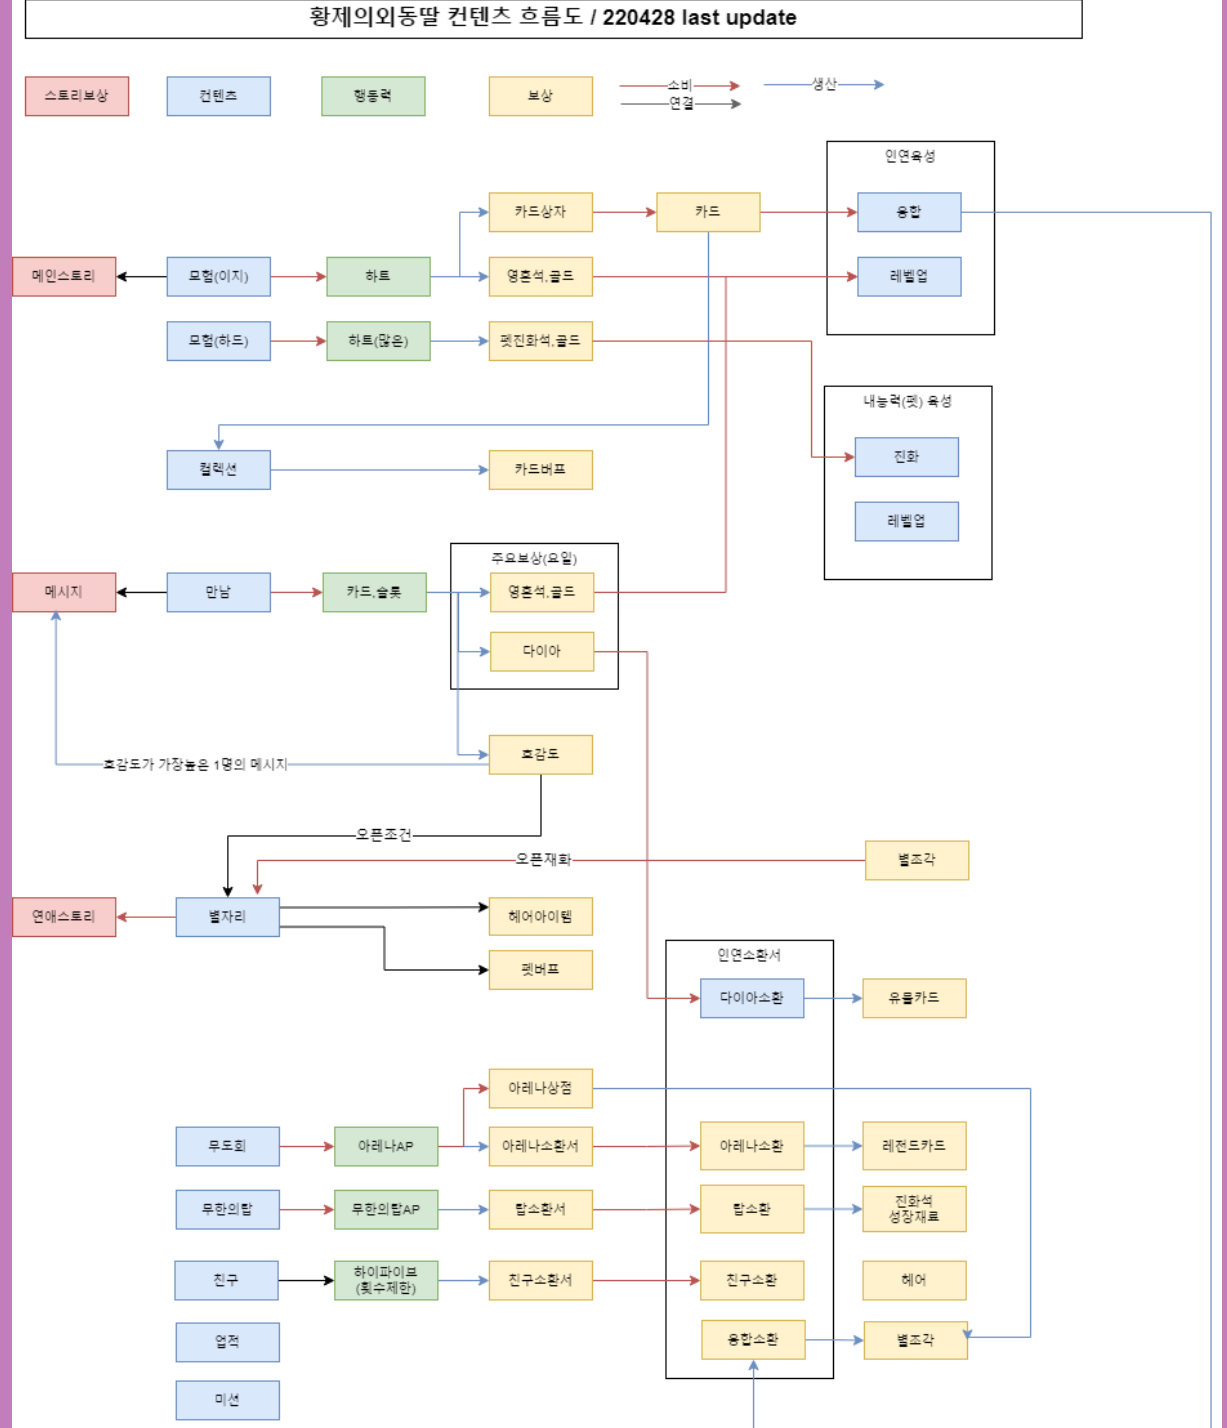 황제의외동딸 컨텐츠 흐름도 / 220428 last update
스토리보상
컨텐츠
행동력
보상
소비
연결
생산
인연육성
카드상자
카드
융합
메인스토리
모험(이지)
하트
영혼석,골드
레벨업
모험(하드)
하트(많은)
펫진화석,골드
내능력(펫) 육성
진화
컬렉션
카드버프
레벨업
주요보상(요일)
메시지
만남
카드,슬롯
영혼석,골드
다이아
호감도
호감도가 가장높은 1명의 메시지
오픈조건
오픈재화
별조각
연애스토리
별자리
헤어아이템
펫버프
인연소환서
다이아소환
유물카드
아레나상점
무도회
아레나AP
아레나소환서
아레나소환
레전드카드
무한의탑
무한의탑AP
탑소환서
탑소환
진화석
성장재료
친구
하이파이브
(횟수제한)
친구소환서
친구소환
헤어
업적
융합소환
별조각
미션